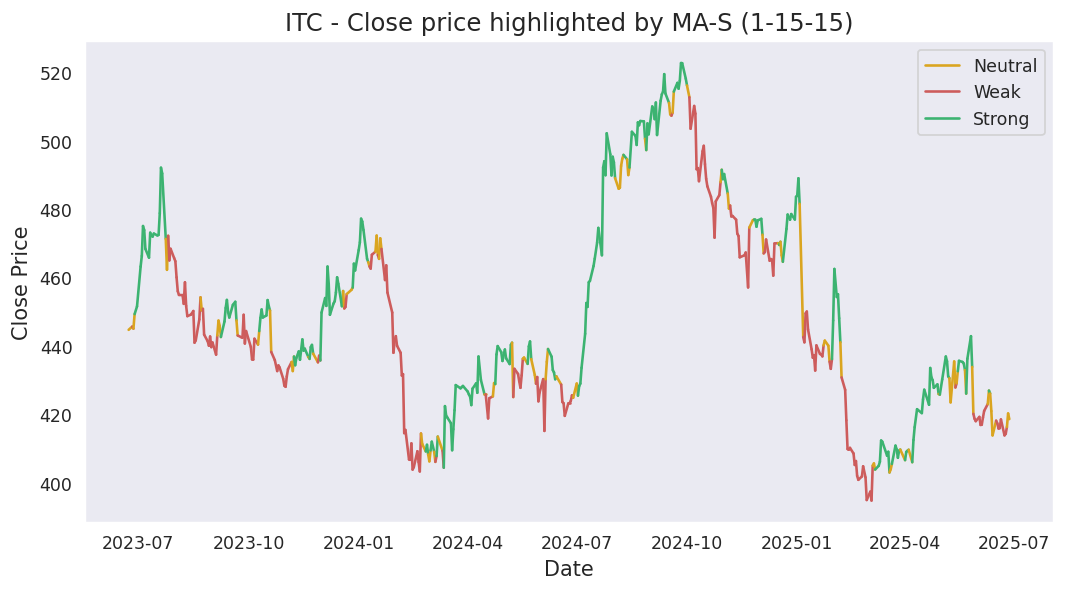 ITC - Close price highlighted by MA-S (1-15-15)
Neutral
Weak
Strong
Close Price
520
500
480
460
440
420
400
2023-07 2023-10 2024-01 2024-04 2024-07 2024-10 2025-01 2025-04 2025-07
Date